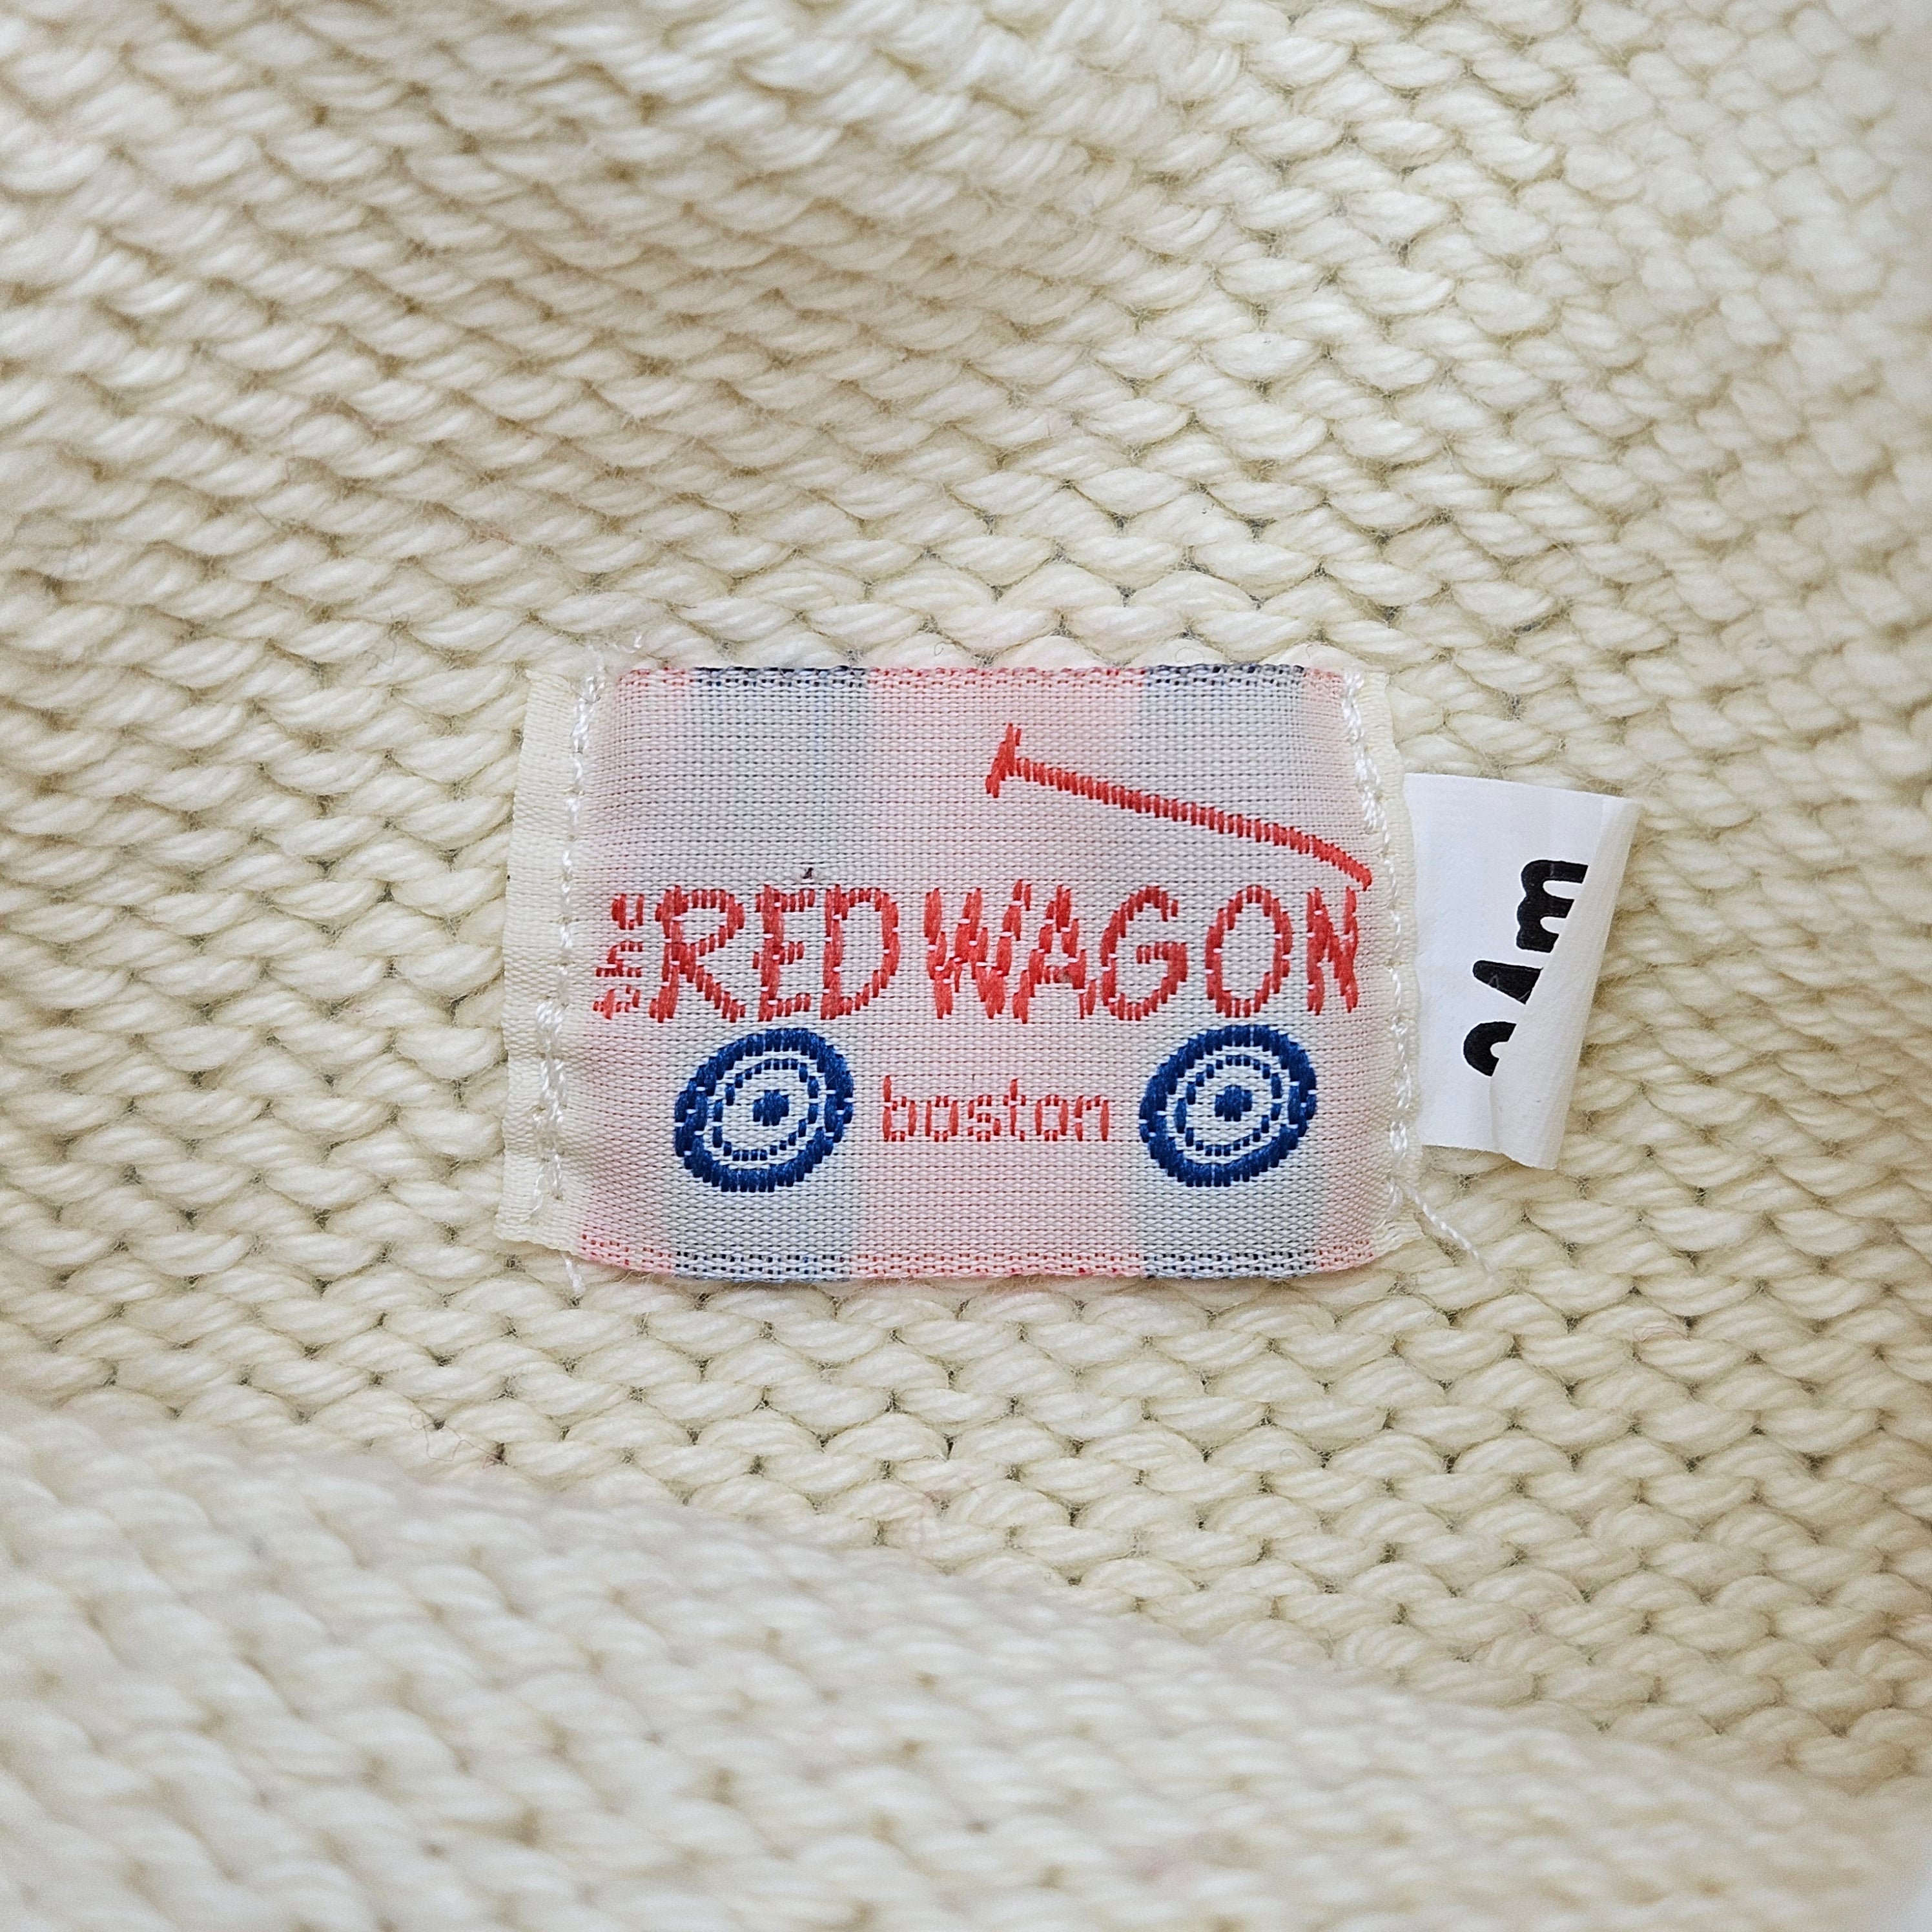 the RED WAGON
boston